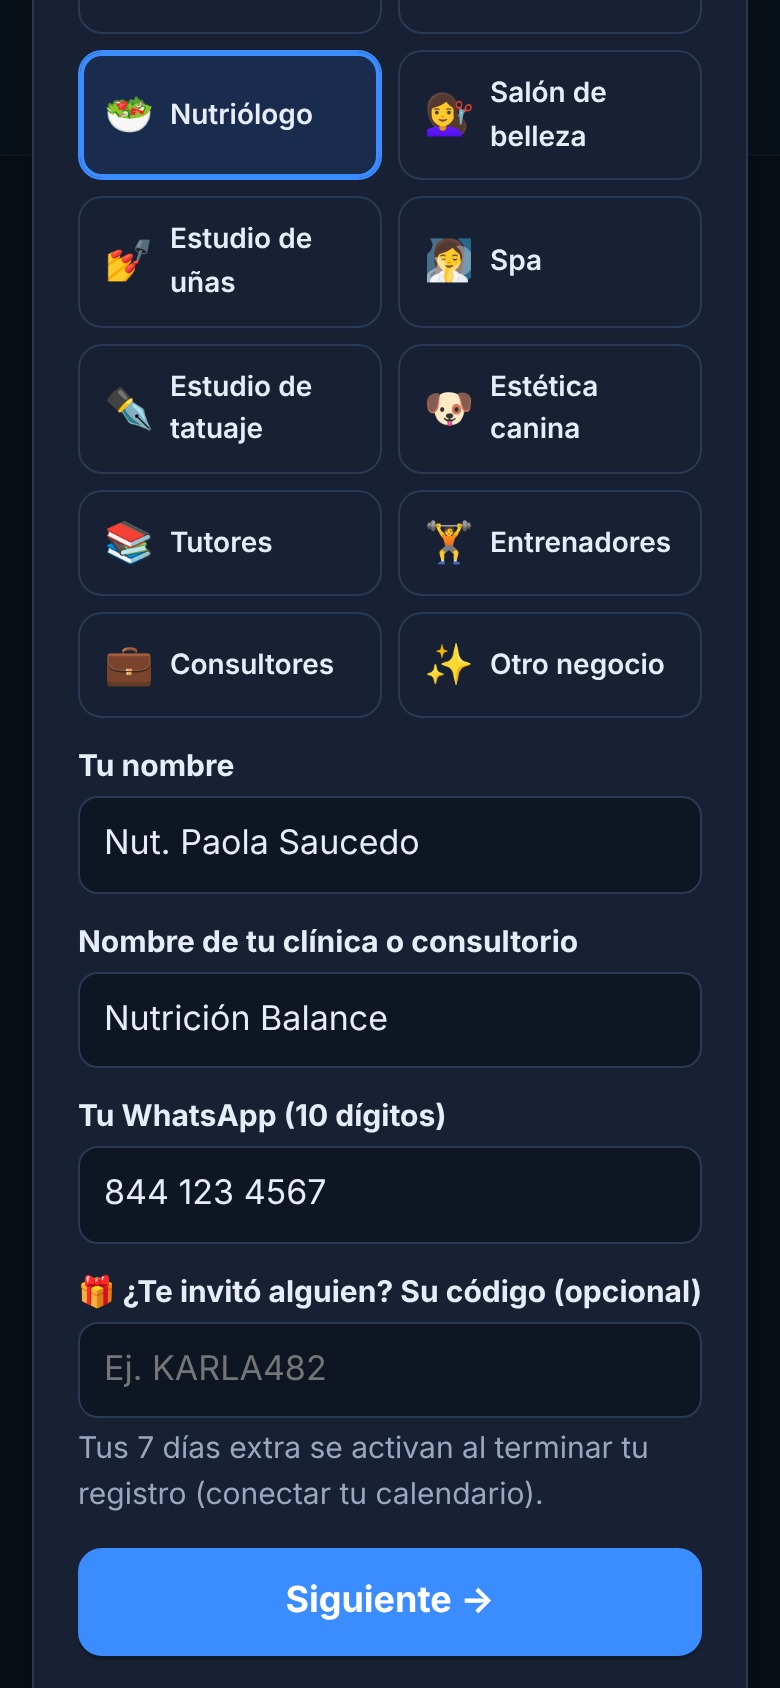 Nutriólogo
Salón de
belleza
Estudio de
uñas
Spa
Estudio de
tatuaje
Estética
canina
Tutores
Entrenadores
Consultores
Otro negocio
Tu nombre
Nut. Paola Saucedo
Nombre de tu clínica o consultorio
Nutrición Balance
Tu WhatsApp (10 dígitos)
844 123 4567
🎁 ¿Te invitó alguien? Su código (opcional)
Ej. KARLA482
Tus 7 días extra se activan al terminar tu
registro (conectar tu calendario).
Siguiente →